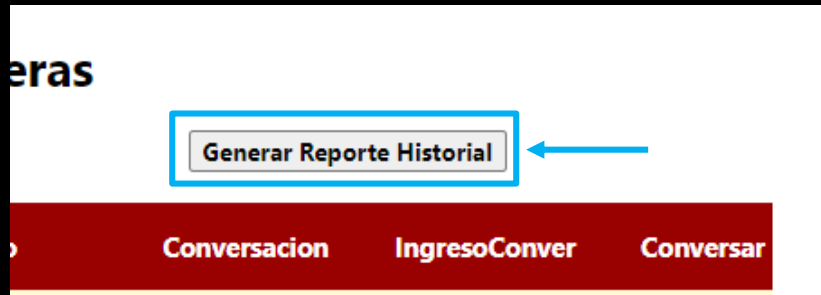 eras
Generar Reporte Historial
o Conversacion IngresoConver Conversar